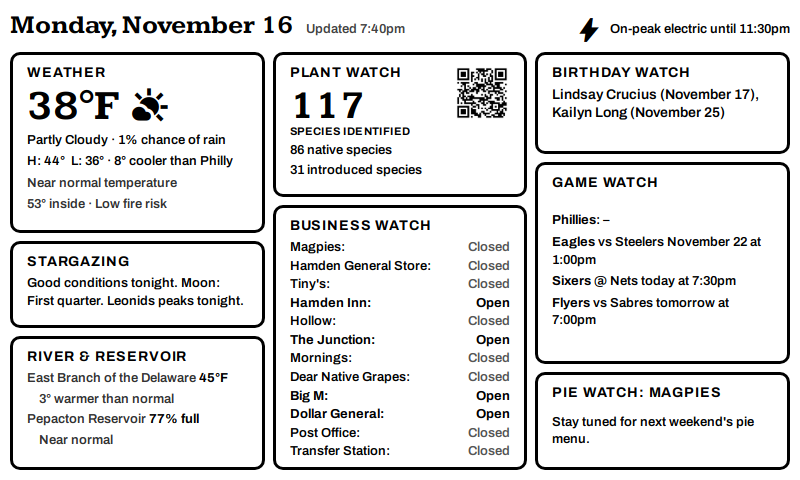 Monday, November 16 Updated 7:40pm
On-peak electric until 11:30pm
WEATHER
38°F
Partly Cloudy · 1% chance of rain
H: 44° L: 36° · 8° cooler than Philly
Near normal temperature
53° inside · Low fire risk
STARGAZING
Good conditions tonight. Moon:
First quarter. Leonids peaks tonight.
RIVER & RESERVOIR
East Branch of the Delaware 45°F
3° warmer than normal
Pepacton Reservoir 77% full
Near normal
PLANT WATCH
117
SPECIES IDENTIFIED
86 native species
31 introduced species
BUSINESS WATCH
Magpies: Closed
Hamden General Store: Closed
Tiny's: Closed
Hamden Inn: Open
Hollow: Closed
The Junction: Open
Mornings: Closed
Dear Native Grapes: Closed
Big M: Open
Dollar General: Open
Post Office: Closed
Transfer Station: Closed
BIRTHDAY WATCH
Lindsay Crucius (November 17),
Kailyn Long (November 25)
GAME WATCH
Phillies: –
Eagles vs Steelers November 22 at
1:00pm
Sixers @ Nets today at 7:30pm
Flyers vs Sabres tomorrow at
7:00pm
PIE WATCH: MAGPIES
Stay tuned for next weekend's pie
menu.